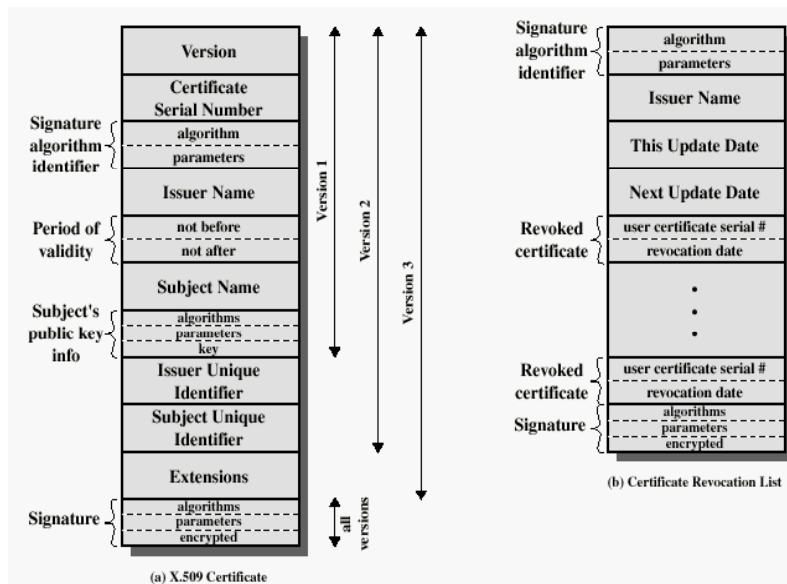 Version
Certificate
Serial Number
Signature
algorithm
identifier
algorithm
parameters
Issuer Name
Period of
validity
not before
not after
Subject Name
Subject's
public key
info
algorithms
parameters
key
Issuer Unique
Identifier
Subject Unique
Identifier
Extensions
Signature
algorithms
parameters
encrypted
Version 1
Version 2
Version 3
all
versions
(a) X.509 Certificate
Signature
algorithm
identifier
algorithm
parameters
Issuer Name
This Update Date
Next Update Date
Revoked
certificate
user certificate serial #
revocation date
Revoked
certificate
user certificate serial #
revocation date
Signature
algorithms
parameters
encrypted
(b) Certificate Revocation List